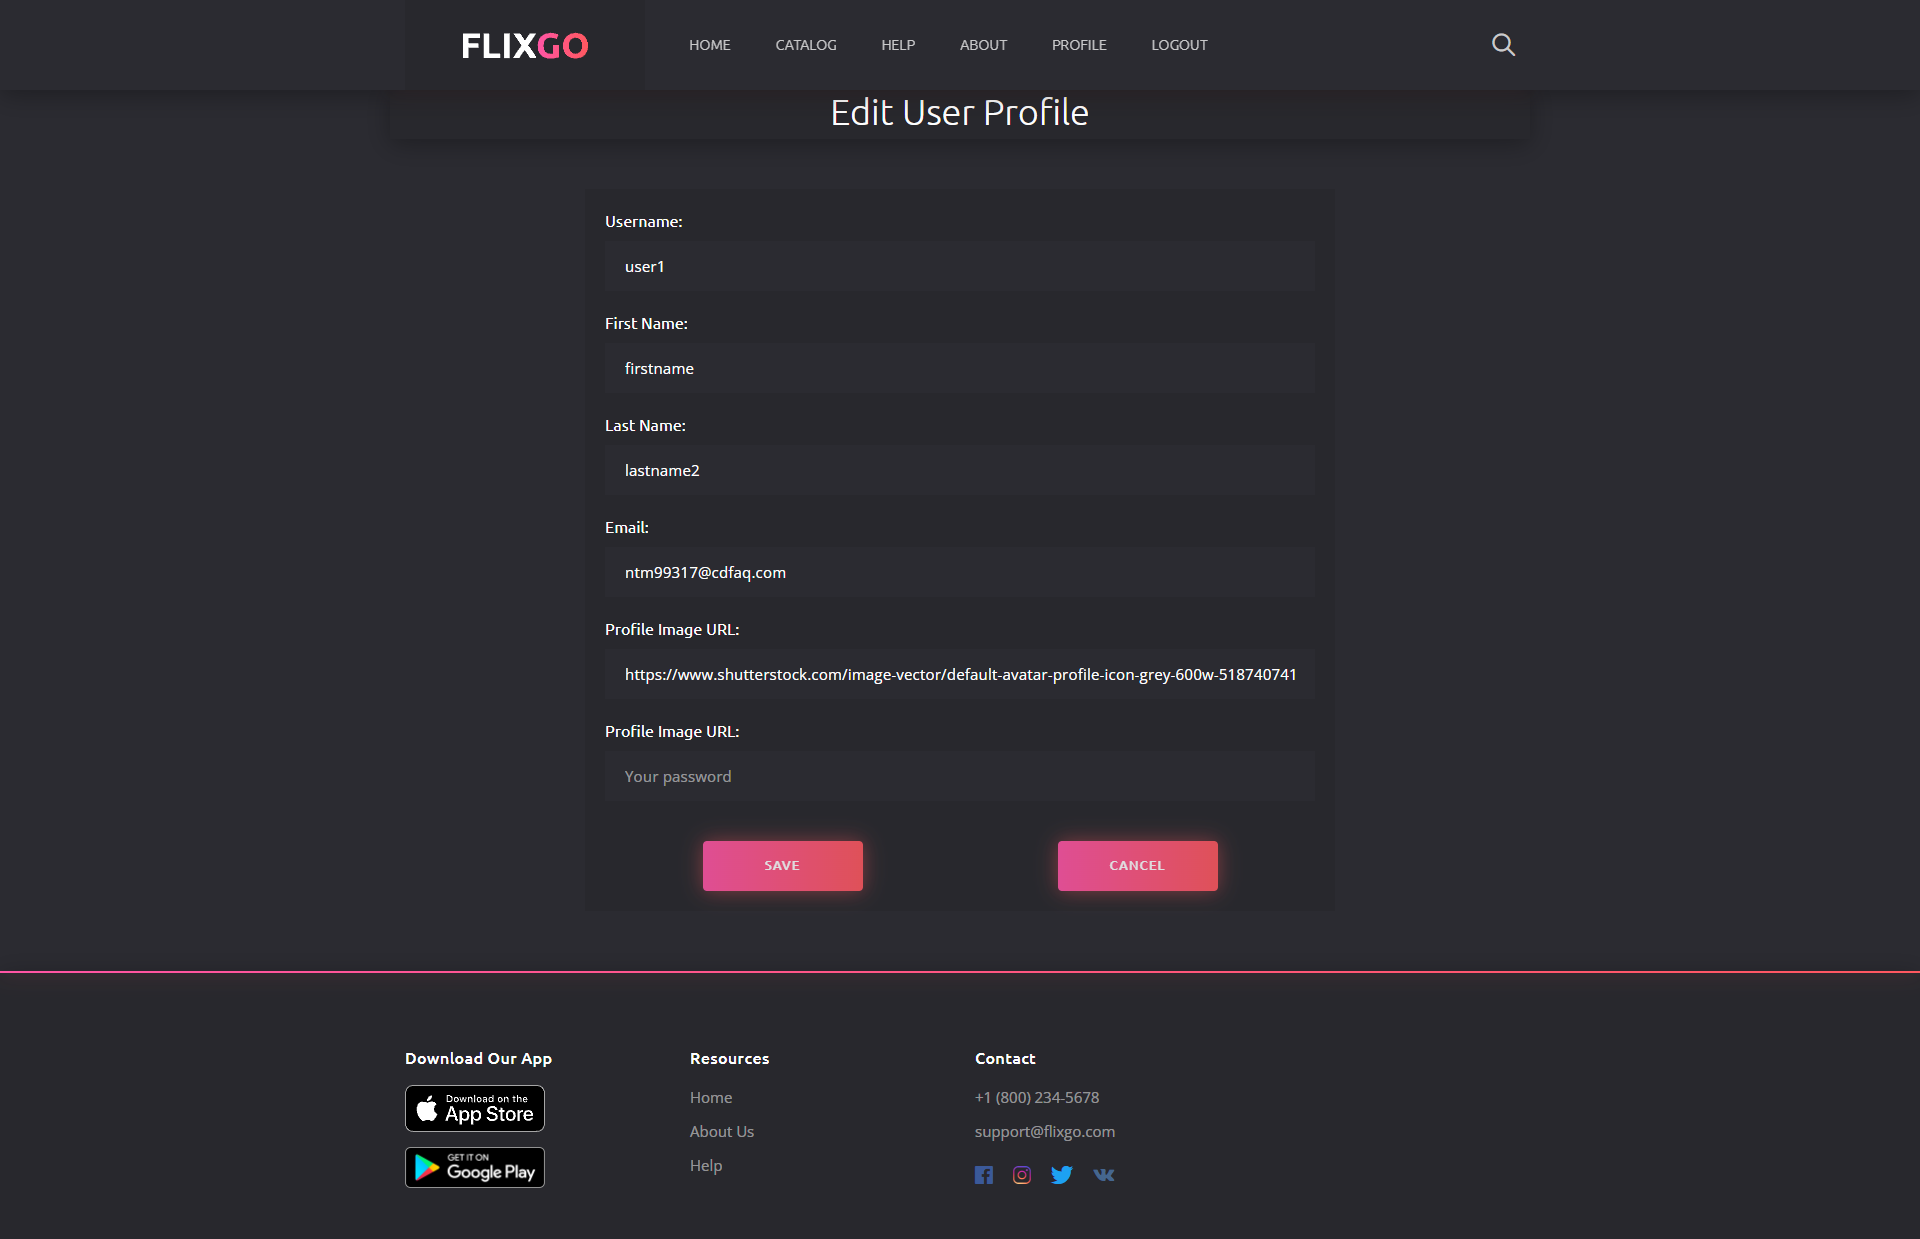 FLIXGO
HOME CATALOG HELP ABOUT PROFILE LOGOUT
Edit User Profile
Username:
user1
First Name:
firstname
Last Name:
lastname2
Email:
ntm99317@cdfaq.com
Profile Image URL:
https://www.shutterstock.com/image-vector/default-avatar-profile-icon-grey-600w-518740741
Profile Image URL:
Your password
SAVE CANCEL
Download Our App
Download on the
App Store
GET IT ON
Google Play
Resources
Home
About Us
Help
Contact
+1 (800) 234-5678
support@flixgo.com